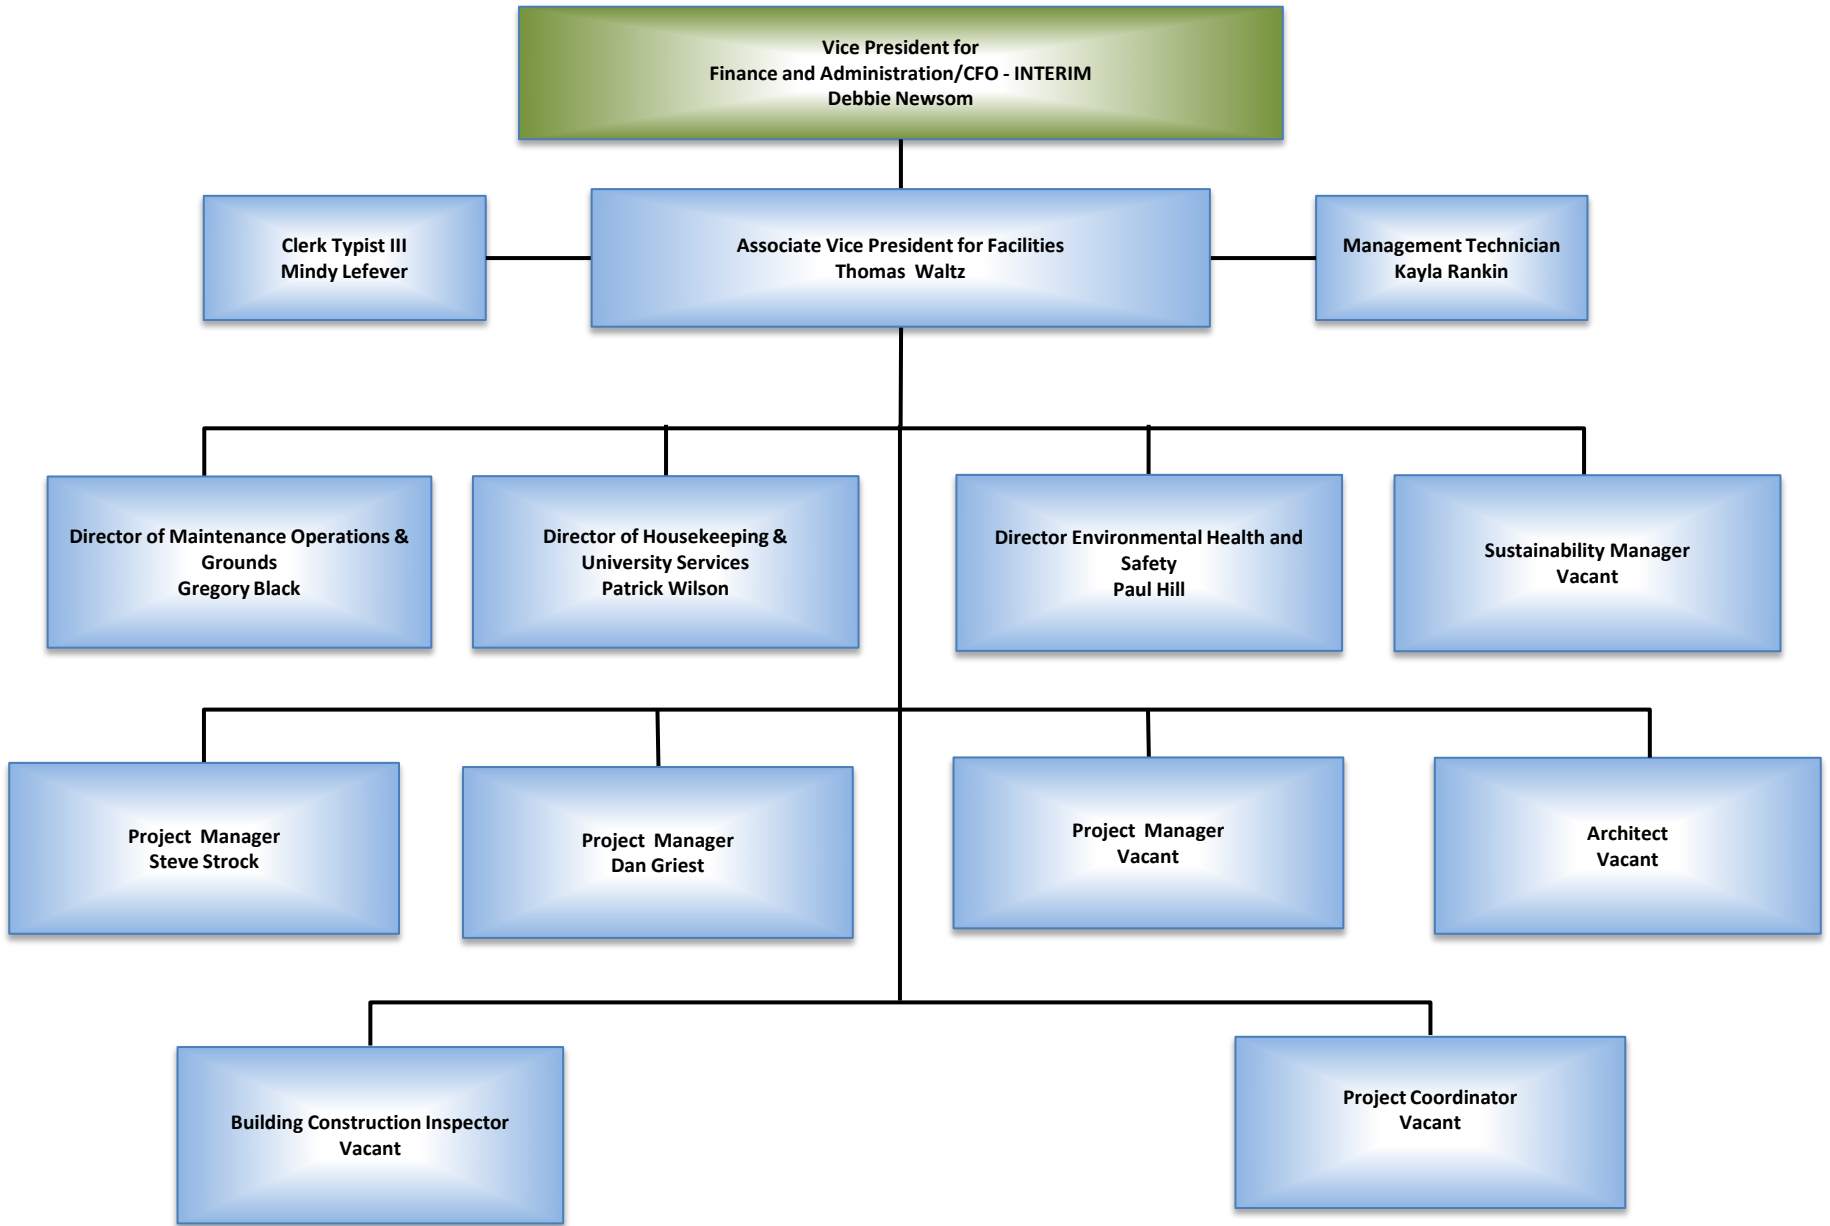 Vice President for
Finance and Administration/CFO - INTERIM
Debbie Newsom
Clerk Typist III
Mindy Lefever
Associate Vice President for Facilities
Thomas Waltz
Management Technician
Kayla Rankin
Director of Maintenance Operations &
Grounds
Gregory Black
Director of Housekeeping &
University Services
Patrick Wilson
Director Environmental Health and
Safety
Paul Hill
Sustainability Manager
Vacant
Project Manager
Steve Strock
Project Manager
Dan Griest
Project Manager
Vacant
Architect
Vacant
Building Construction Inspector
Vacant
Project Coordinator
Vacant